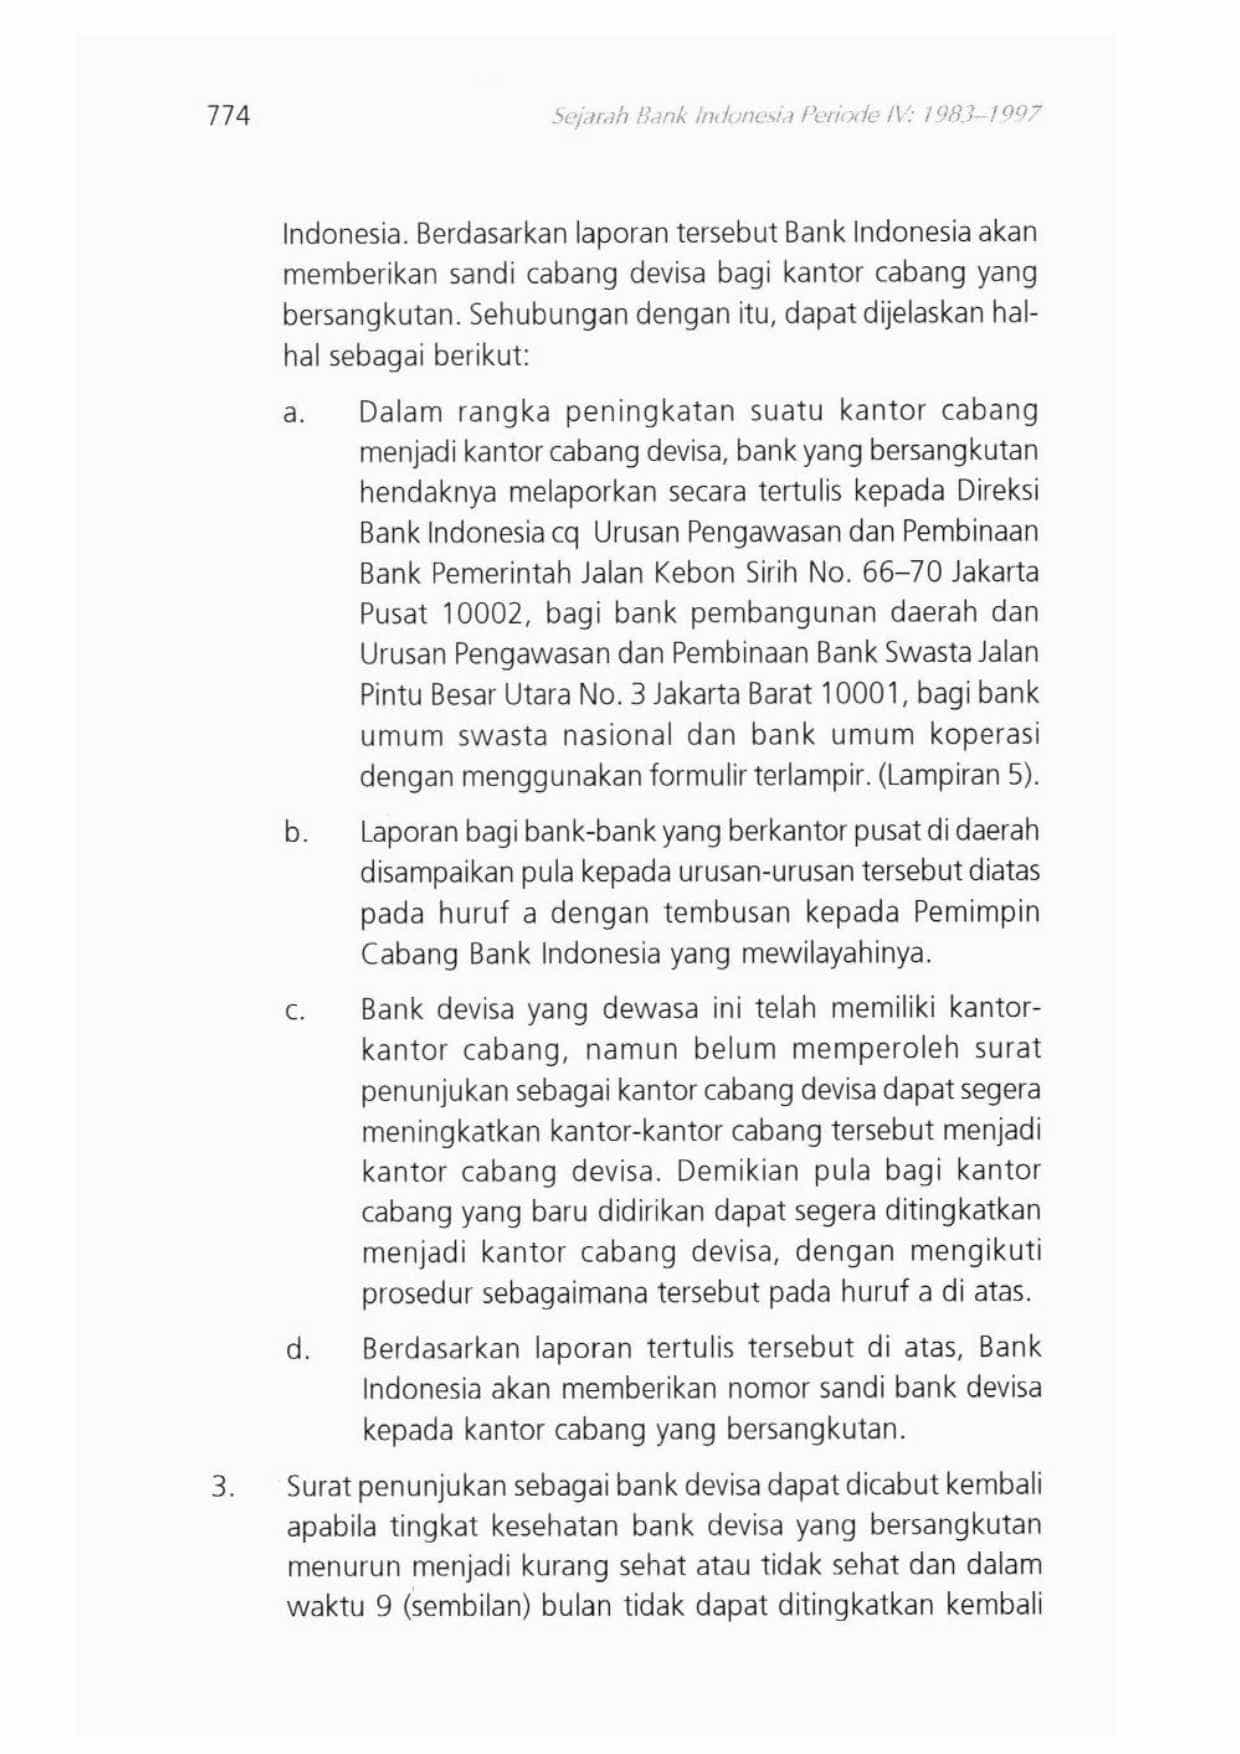 774
Sejarah Bank Indonesia Periode IV: 1983–1997
Indonesia. Berdasarkan laporan tersebut Bank Indonesia akan
memberikan sandi cabang devisa bagi kantor cabang yang
bersangkutan. Sehubungan dengan itu, dapat dijelaskan hal-
hal sebagai berikut:
a. Dalam rangka peningkatan suatu kantor cabang
menjadi kantor cabang devisa, bank yang bersangkutan
hendaknya melaporkan secara tertulis kepada Direksi
Bank Indonesia cq Urusan Pengawasan dan Pembinaan
Bank Pemerintah Jalan Kebon Sirih No. 66–70 Jakarta
Pusat 10002, bagi bank pembangunan daerah dan
Urusan Pengawasan dan Pembinaan Bank Swasta Jalan
Pintu Besar Utara No. 3 Jakarta Barat 10001, bagi bank
umum swasta nasional dan bank umum koperasi
dengan menggunakan formulir terlampir. (Lampiran 5).
b. Laporan bagi bank-bank yang berkantor pusat di daerah
disampaikan pula kepada urusan-urusan tersebut diatas
pada huruf a dengan tembusan kepada Pemimpin
Cabang Bank Indonesia yang mewilayahinya.
c. Bank devisa yang dewasa ini telah memiliki kantor-
kantor cabang, namun belum memperoleh surat
penunjukan sebagai kantor cabang devisa dapat segera
meningkatkan kantor-kantor cabang tersebut menjadi
kantor cabang devisa. Demikian pula bagi kantor
cabang yang baru didirikan dapat segera ditingkatkan
menjadi kantor cabang devisa, dengan mengikuti
prosedur sebagaimana tersebut pada huruf a di atas.
d. Berdasarkan laporan tertulis tersebut di atas, Bank
Indonesia akan memberikan nomor sandi bank devisa
kepada kantor cabang yang bersangkutan.
3. Surat penunjukan sebagai bank devisa dapat dicabut kembali
apabila tingkat kesehatan bank devisa yang bersangkutan
menurun menjadi kurang sehat atau tidak sehat dan dalam
waktu 9 (sembilan) bulan tidak dapat ditingkatkan kembali